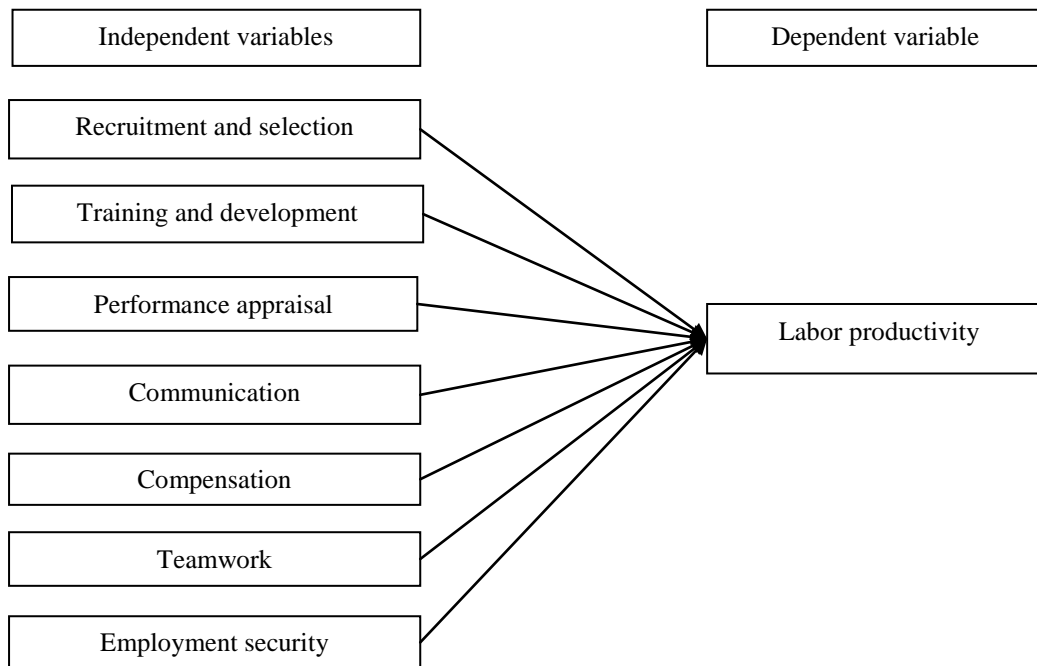 Independent variables
Dependent variable
Recruitment and selection
Training and development
Performance appraisal
Labor productivity
Communication
Compensation
Teamwork
Employment security